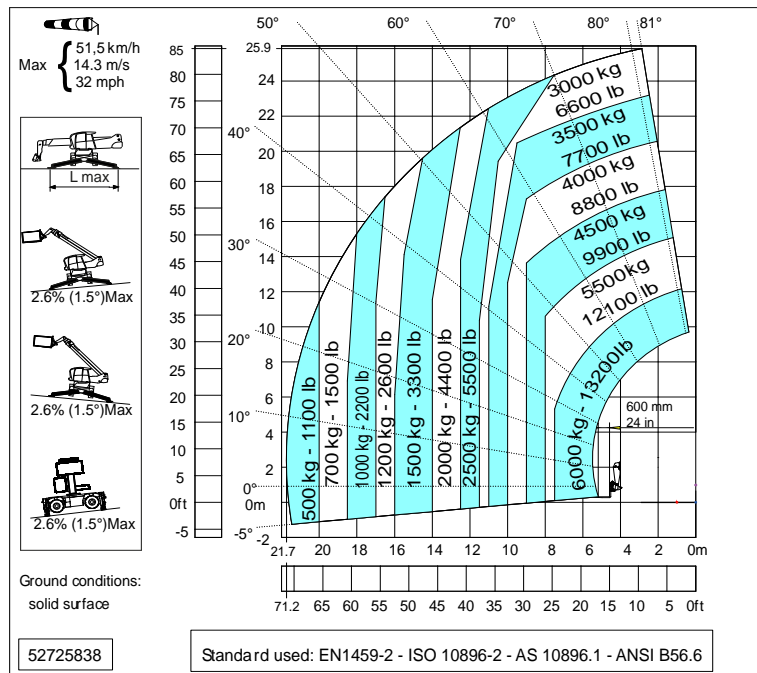 Max
51,5 km/h
14.3 m/s
32 mph
L max
2.6% (1.5°)Max
2.6% (1.5°)Max
2.6% (1.5°)Max
Ground conditions:
solid surface
52725838
85
80
75
70
65
60
55
50
45
40
35
30
25
20
15
10
5
0ft
-5
25.9
24
22
20
18
16
14
12
10
8
6
4
2
0m
-2
50°
60°
70°
80°
81°
40°
30°
20°
10°
0°
-5°
3000 kg
6600 lb
3500 kg
7700 lb
4000 kg
8800 lb
4500 kg
9900 lb
5500kg
12100 lb
6000 kg - 13200lb
500 kg - 1100 lb
700 kg - 1500 lb
1000 kg - 2200 lb
1200 kg - 2600 lb
1500 kg - 3300 lb
2000 kg - 4400 lb
2500 kg - 5500 lb
600 mm
24 in
21.7 20 18 16 14 12 10 8 6 4 2 0m
71.2 65 60 55 50 45 40 35 30 25 20 15 10 5 0ft
Standard used: EN1459-2 - ISO 10896-2 - AS 10896.1 - ANSI B56.6